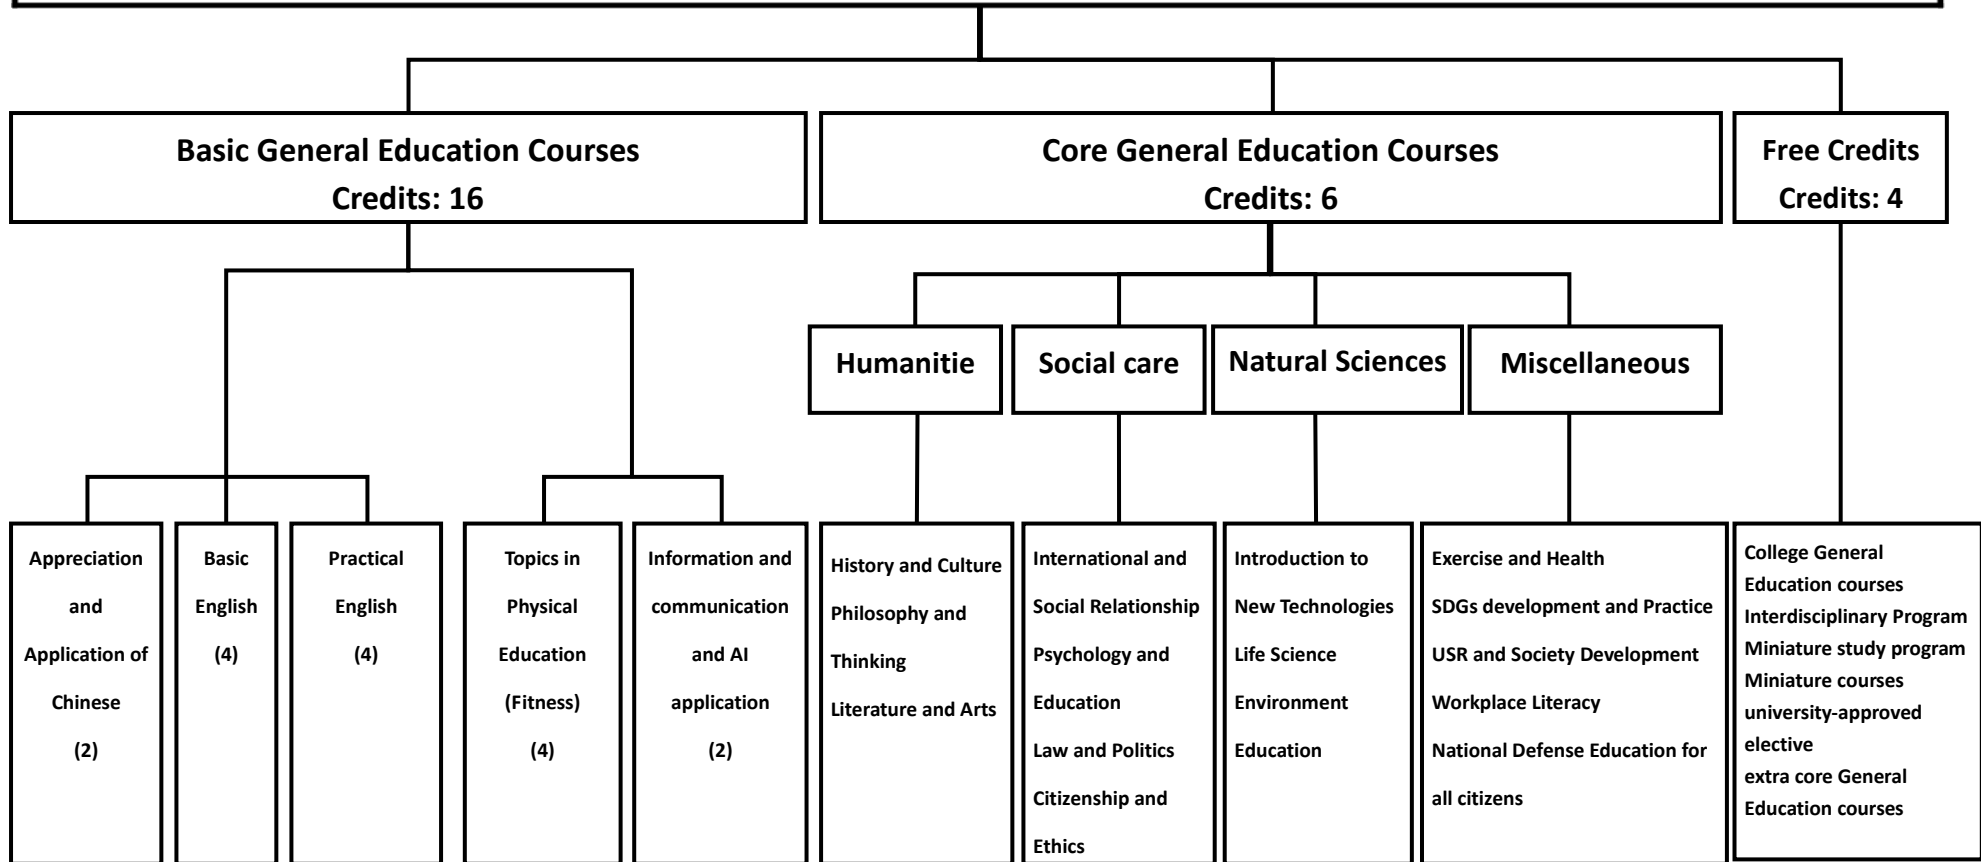 Basic General Education Courses
Credits: 16
Core General Education Courses
Credits: 6
Free Credits
Credits: 4
Humanitie
Social care
Natural Sciences
Miscellaneous
Appreciation
and
Application of
Chinese
(2)
Basic
English
(4)
Practical
English
(4)
Topics in
Physical
Education
(Fitness)
(4)
Information and
communication
and AI
application
(2)
History and Culture
Philosophy and
Thinking
Literature and Arts
International and
Social Relationship
Psychology and
Education
Law and Politics
Citizenship and
Ethics
Introduction to
New Technologies
Life Science
Environment
Education
Exercise and Health
SDGs development and Practice
USR and Society Development
Workplace Literacy
National Defense Education for
all citizens
College General
Education courses
Interdisciplinary Program
Miniature study program
Miniature courses
university-approved
elective
extra core General
Education courses